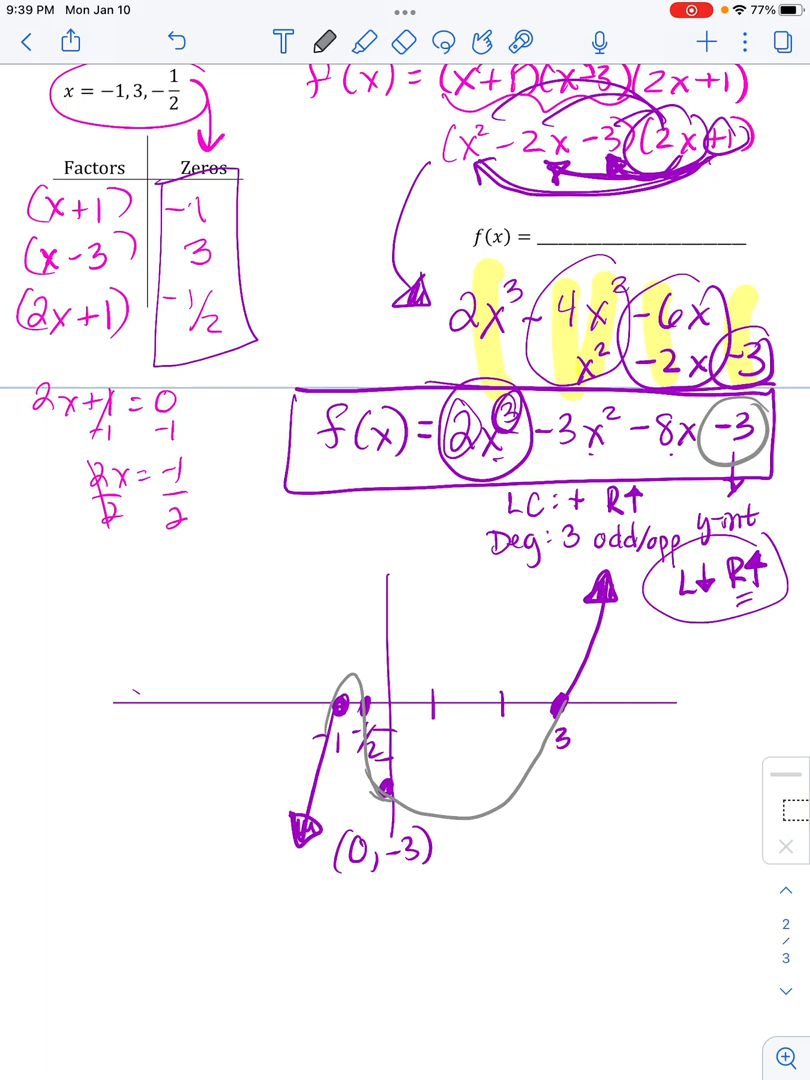 9:39 PM Mon Jan 10 77%
x = −1, 3, −1/2
f(x) = (x+1)(x−3)(2x+1)
(x² − 2x − 3)(2x+1)
Factors Zeros
(x+1) −1
(x−3) 3
(2x+1) −1/2
f(x) = ____________________
2x³ − 4x² − 6x
x² − 2x − 3
2x+1 = 0
−1 −1
2x = −1
2 2
f(x) = 2x³ − 3x² − 8x − 3
LC: + R↑
Deg: 3 odd/opp
y-int
L↓ R↑
−1 −1/2 3
(0, −3)
2
/
3